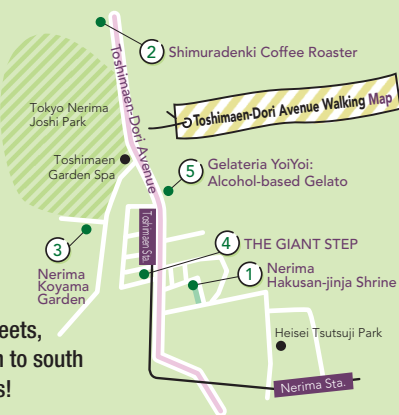 2 Shimuradenki Coffee Roaster
Toshimaen-Dori Avenue
Toshimaen-Dori Avenue Walking Map
Tokyo Nerima
Joshi Park
Toshimaen
Garden Spa
5 Gelateria YoiYoi:
Alcohol-based Gelato
Toshimaen Sta.
3
Nerima
Koyama
Garden
4 THE GIANT STEP
1 Nerima
Hakusan-jinja Shrine
Heisei Tsutsuji Park
Nerima Sta.
eets,
to south
s!